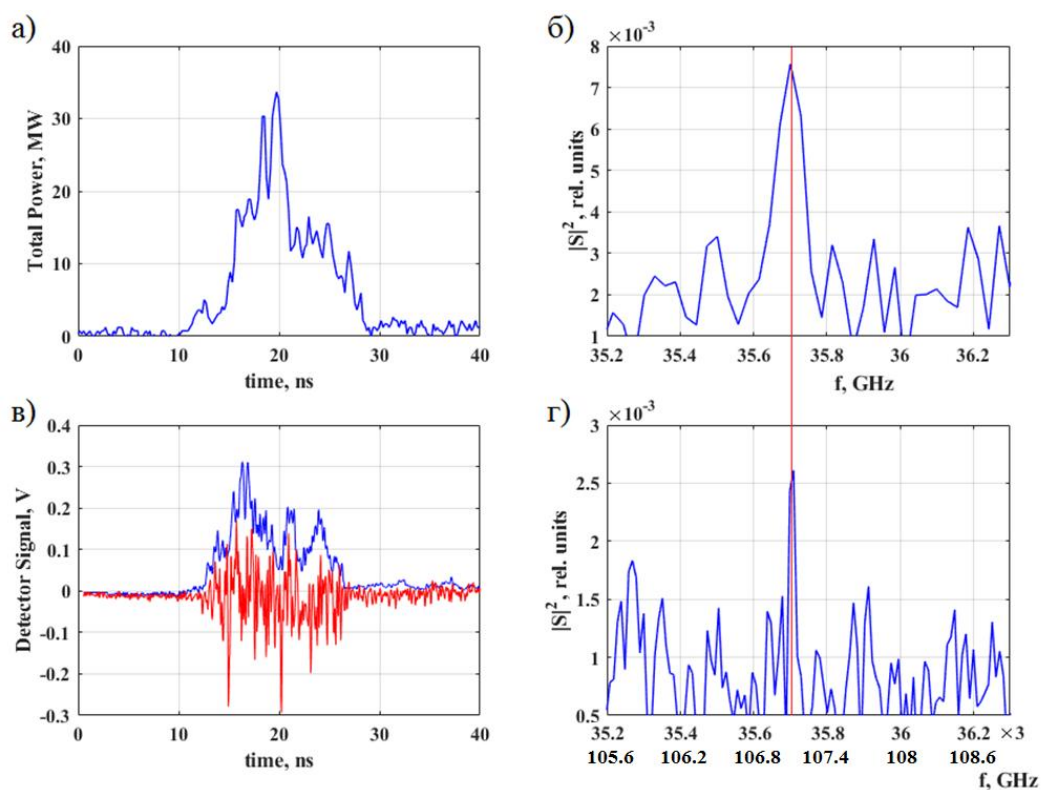 а)
40
30
20
10
0
Total Power, MW
0 10 20 30 40
time, ns
б)
×10⁻³
8
7
6
5
4
3
2
1
|S|², rel. units
35.2 35.4 35.6 35.8 36 36.2
f, GHz
в)
0.4
0.3
0.2
0.1
0
-0.1
-0.2
-0.3
Detector Signal, V
0 10 20 30 40
time, ns
г)
×10⁻³
3
2.5
2
1.5
1
0.5
|S|², rel. units
35.2 35.4 35.6 35.8 36 36.2 ×3
105.6 106.2 106.8 107.4 108 108.6
f, GHz